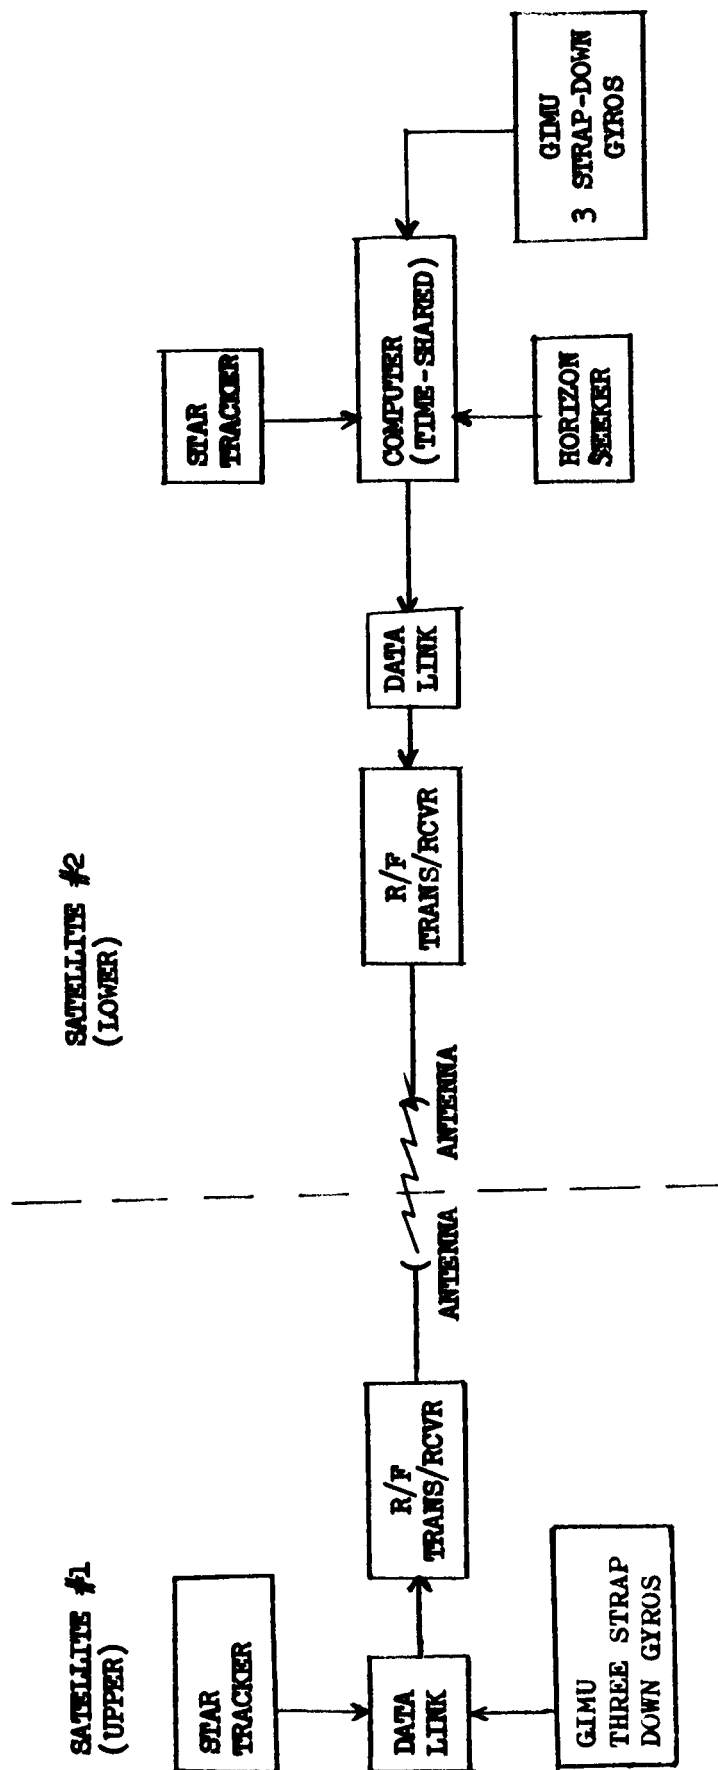 SATELLITE #1
(UPPER)
STAR
TRACKER
DATA
LINK
GIMU
THREE STRAP
DOWN GYROS
R/F
TRANS/RCVR
ANTENNA
SATELLITE #2
(LOWER)
ANTENNA
R/F
TRANS/RCVR
DATA
LINK
STAR
TRACKER
COMPUTER
(TIME-SHARED)
HORIZON
SEEKER
GIMU
3 STRAP-DOWN
GYROS